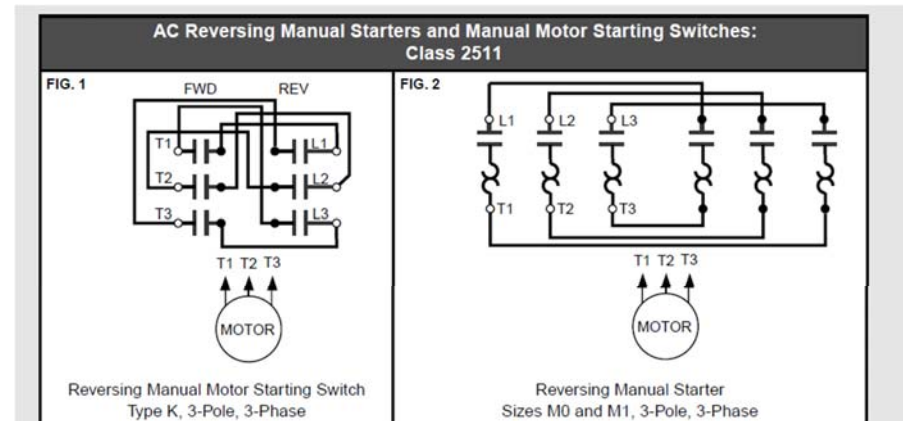 AC Reversing Manual Starters and Manual Motor Starting Switches:
Class 2511
FIG. 1
FWD REV
T1 L1
T2 L2
T3 L3
T1 T2 T3
MOTOR
Reversing Manual Motor Starting Switch
Type K, 3-Pole, 3-Phase
FIG. 2
L1 L2 L3
T1 T2 T3
T1 T2 T3
MOTOR
Reversing Manual Starter
Sizes M0 and M1, 3-Pole, 3-Phase